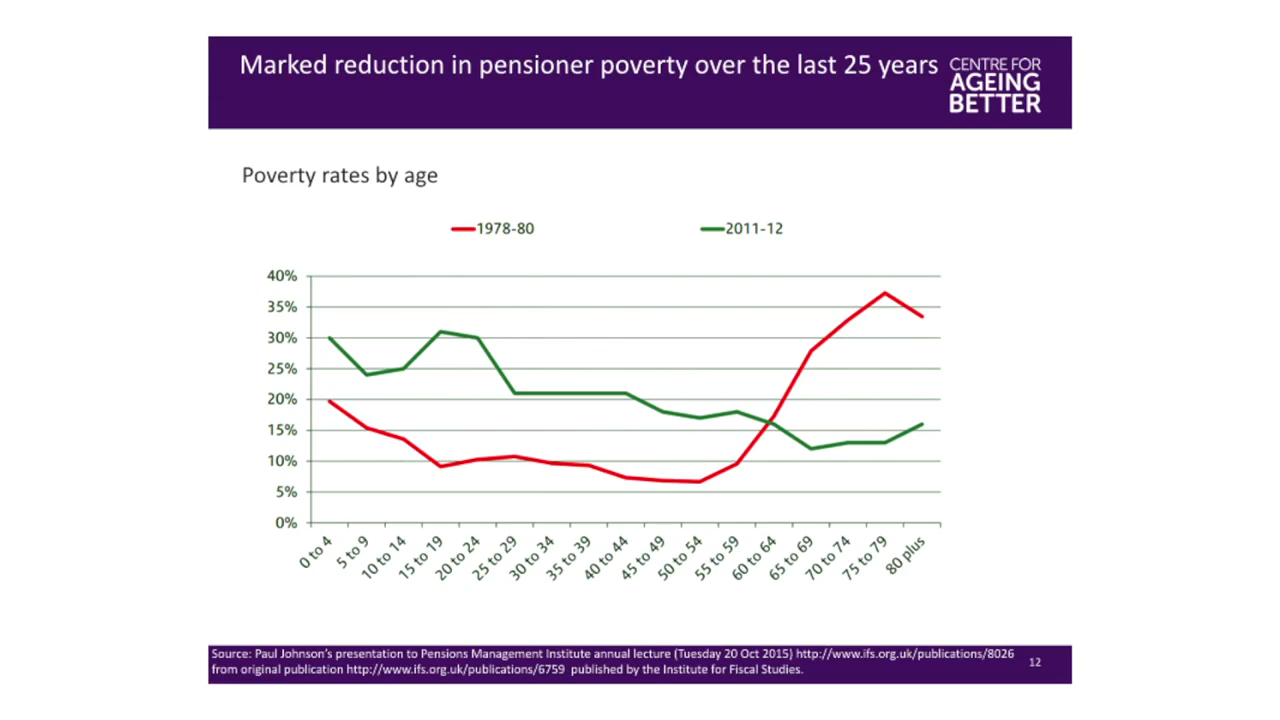 Marked reduction in pensioner poverty over the last 25 years
CENTRE FOR
AGEING
BETTER
Poverty rates by age
1978-80
2011-12
40%
35%
30%
25%
20%
15%
10%
5%
0%
0 to 4
5 to 9
10 to 14
15 to 19
20 to 24
25 to 29
30 to 34
35 to 39
40 to 44
45 to 49
50 to 54
55 to 59
60 to 64
65 to 69
70 to 74
75 to 79
80 plus
Source: Paul Johnson's presentation to Pensions Management Institute annual lecture (Tuesday 20 Oct 2015) http://www.ifs.org.uk/publications/8026
from original publication http://www.ifs.org.uk/publications/6759 published by the Institute for Fiscal Studies.
12